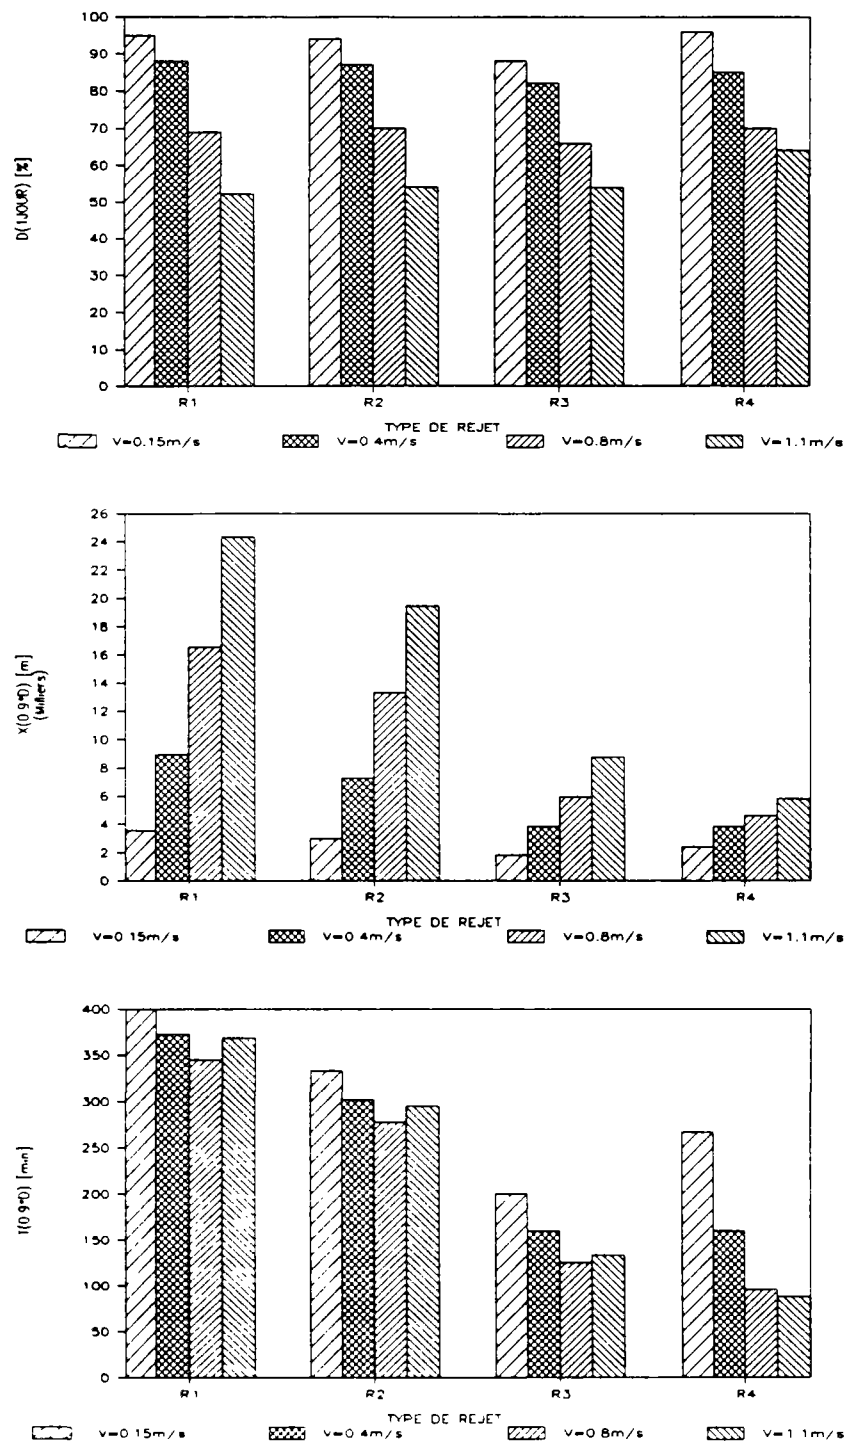 D(1JOUR) [%]
100
90
80
70
60
50
40
30
20
10
0
R1 R2 R3 R4
TYPE DE REJET
V=0.15m/s V=0.4m/s V=0.8m/s V=1.1m/s
X(0.9*D) [m]
(Milliers)
26
24
22
20
18
16
14
12
10
8
6
4
2
0
R1 R2 R3 R4
TYPE DE REJET
V=0.15m/s V=0.4m/s V=0.8m/s V=1.1m/s
T(0.9*D) [min]
400
350
300
250
200
150
100
50
0
R1 R2 R3 R4
TYPE DE REJET
V=0.15m/s V=0.4m/s V=0.8m/s V=1.1m/s